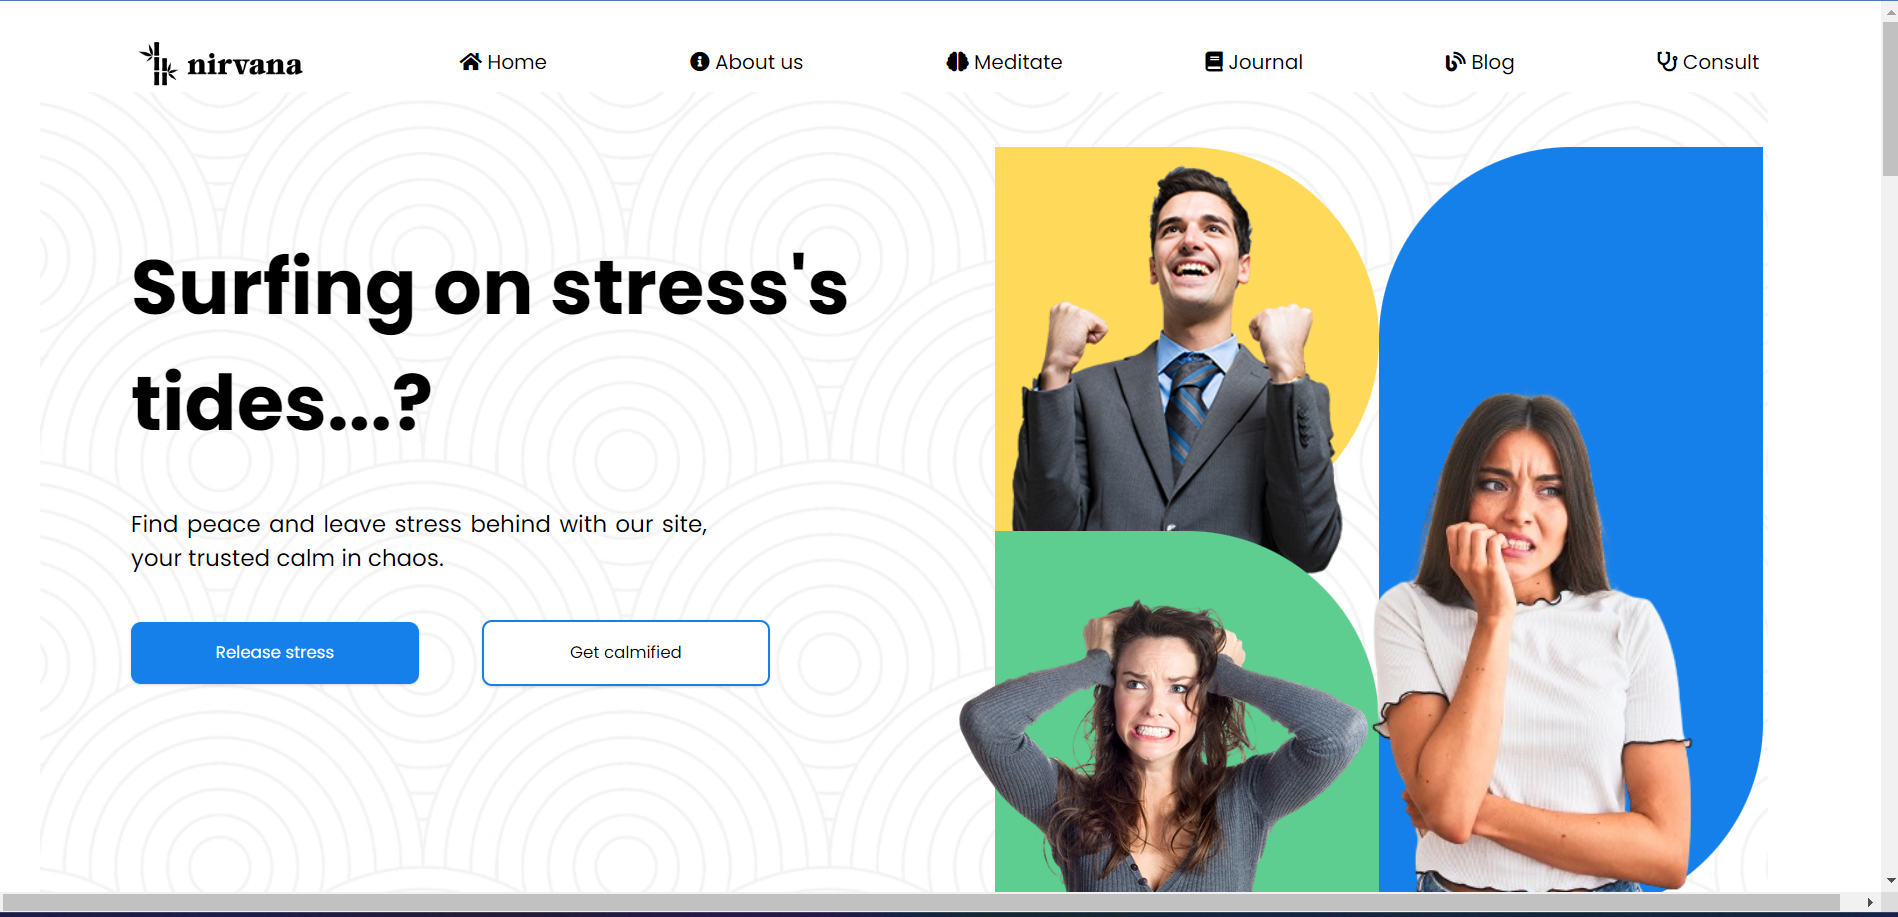 nirvana
Home
About us
Meditate
Journal
Blog
Consult
Surfing on stress's
tides...?
Find peace and leave stress behind with our site,
your trusted calm in chaos.
Release stress
Get calmified